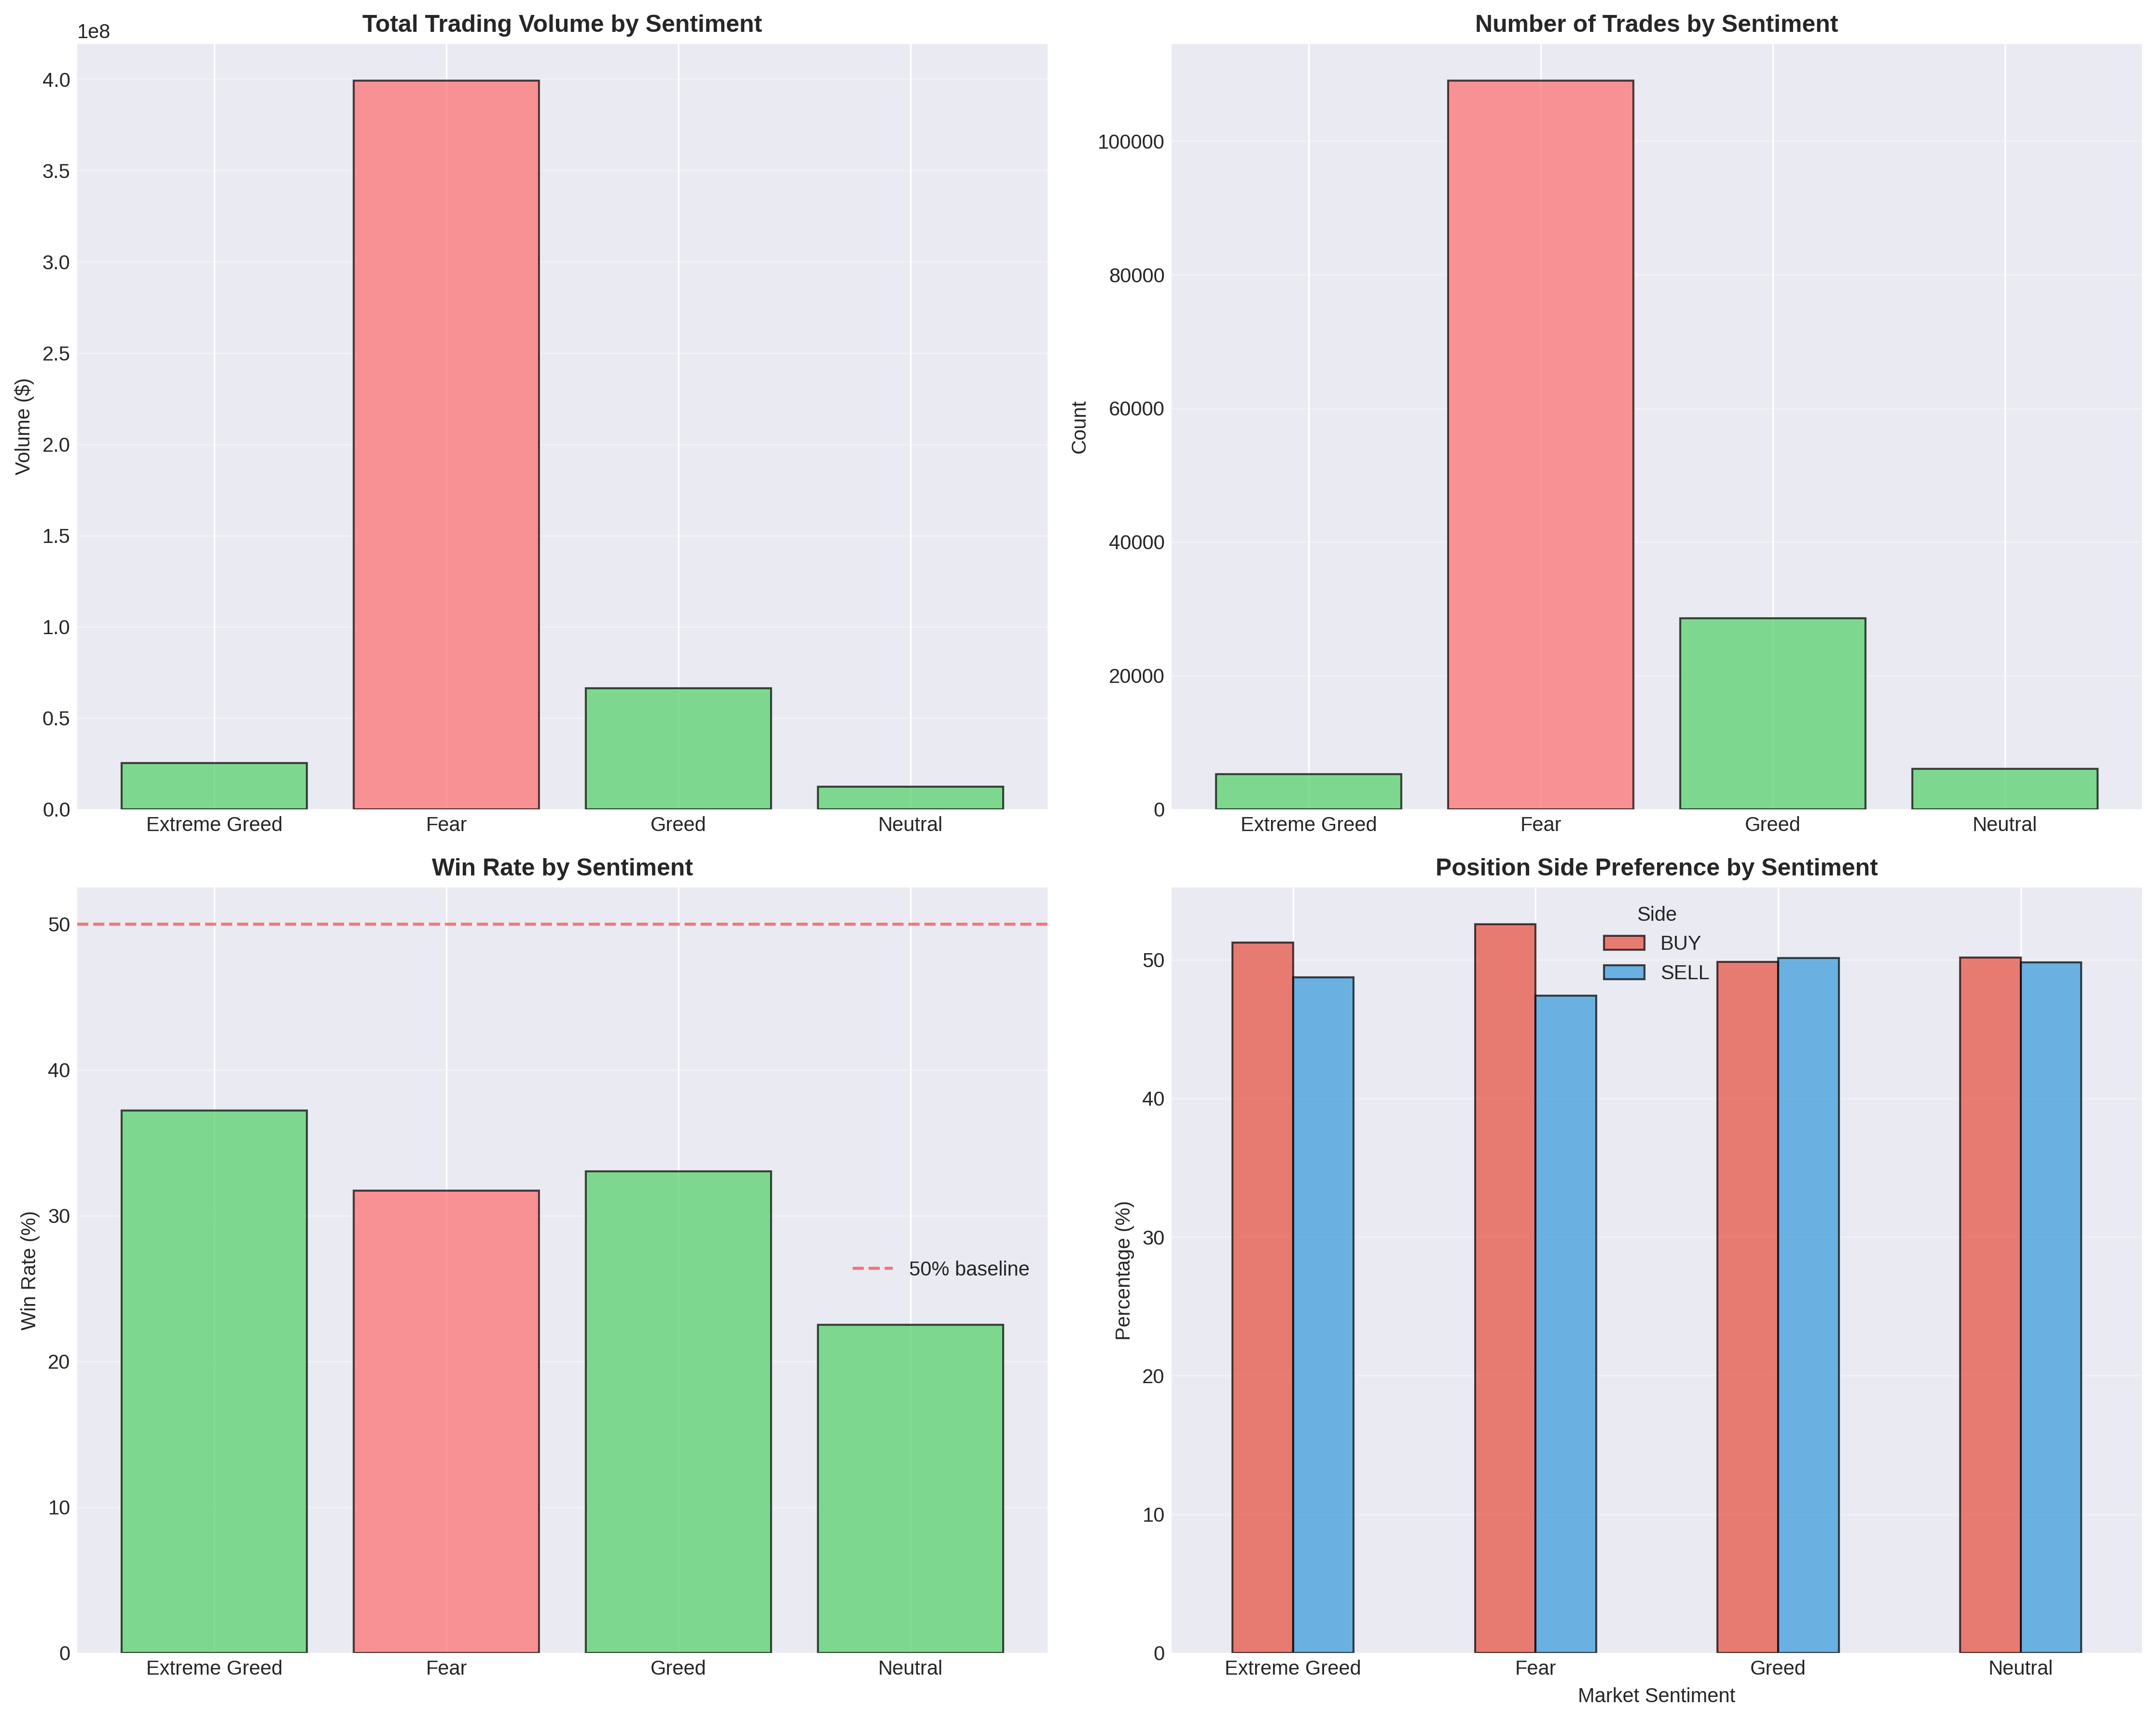 Total Trading Volume by Sentiment
1e8
Volume ($)
4.0
3.5
3.0
2.5
2.0
1.5
1.0
0.5
0.0
Extreme Greed Fear Greed Neutral
Number of Trades by Sentiment
Count
100000
80000
60000
40000
20000
0
Extreme Greed Fear Greed Neutral
Win Rate by Sentiment
Win Rate (%)
50
40
30
20
10
0
50% baseline
Extreme Greed Fear Greed Neutral
Position Side Preference by Sentiment
Percentage (%)
50
40
30
20
10
0
Side
BUY
SELL
Extreme Greed Fear Greed Neutral
Market Sentiment